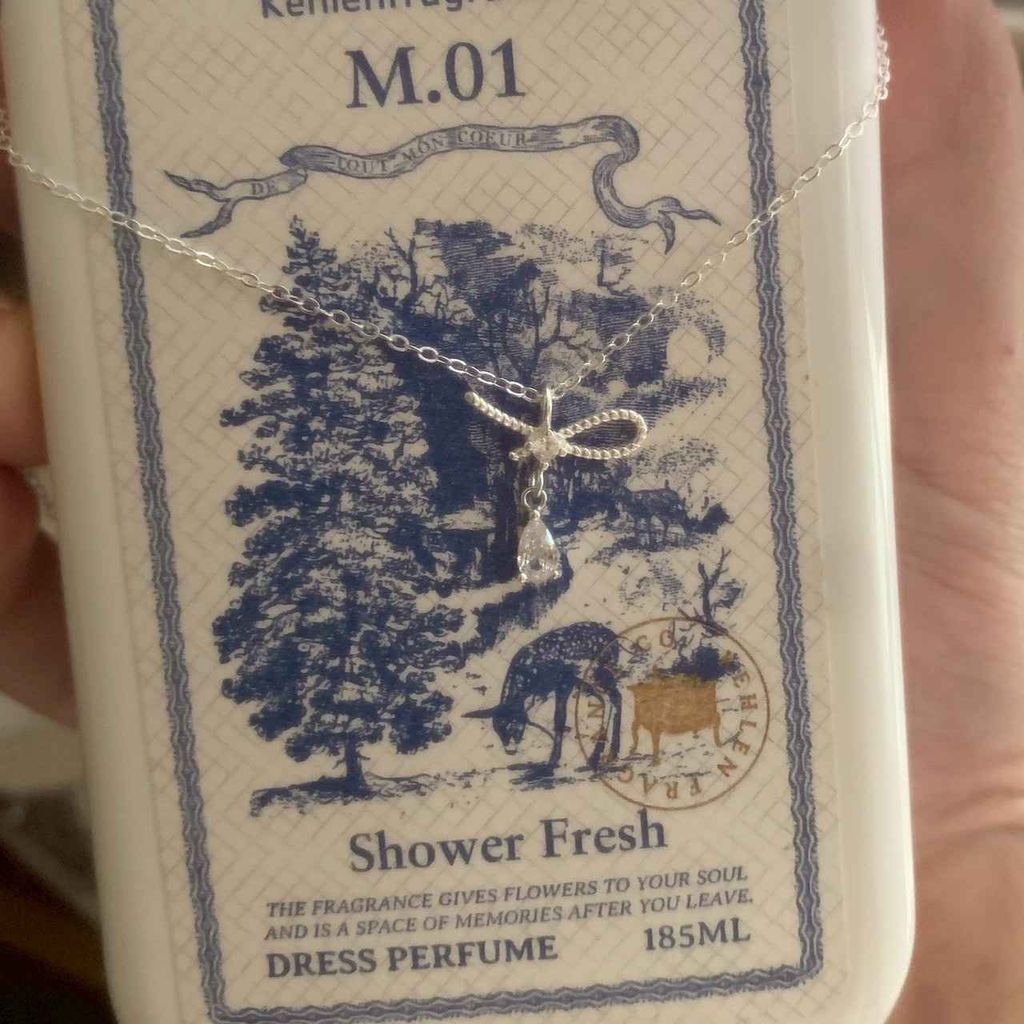 M.01
DE TOUT MON COEUR
Shower Fresh
THE FRAGRANCE GIVES FLOWERS TO YOUR SOUL
AND IS A SPACE OF MEMORIES AFTER YOU LEAVE.
DRESS PERFUME 185ML